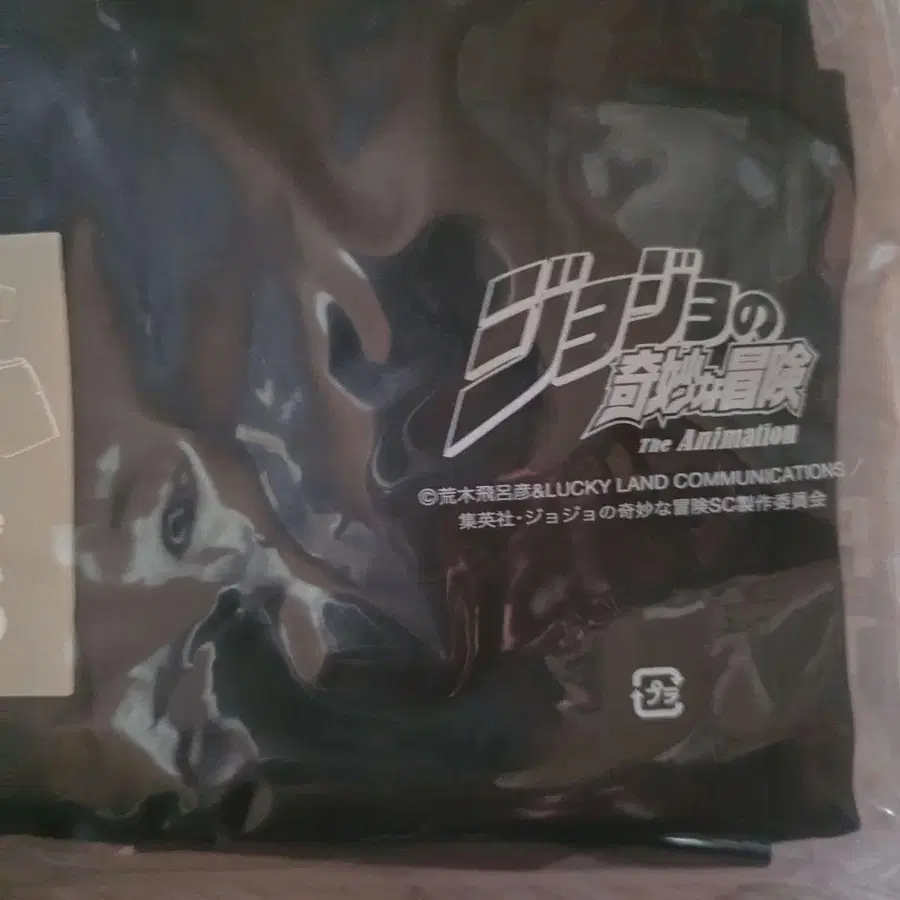 ジョジョの
奇妙な冒険
The Animation
©荒木飛呂彦&LUCKY LAND COMMUNICATIONS/
集英社・ジョジョの奇妙な冒険SC製作委員会
プラ